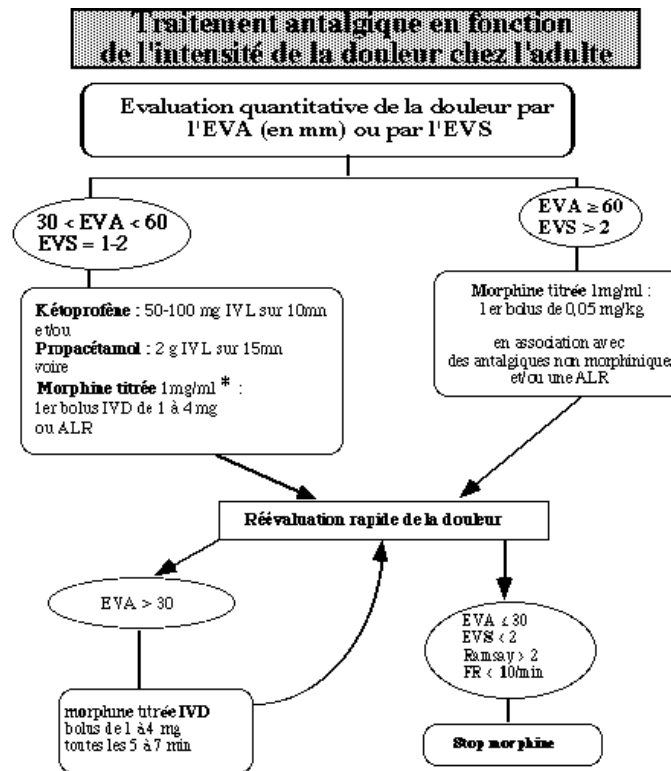 Traitement antalgique en fonction
de l'intensité de la douleur chez l'adulte
Evaluation quantitative de la douleur par
l'EVA (en mm) ou par l'EVS
30 < EVA < 60
EVS = 1-2
EVA ≥ 60
EVS > 2
Kétoprofène : 50-100 mg IVL sur 10mn
et/ou
Propacétamol : 2 g IVL sur 15mn
voire
Morphine titrée 1mg/ml * :
1er bolus IVD de 1 à 4 mg
ou ALR
Morphine titrée 1mg/ml :
1er bolus de 0,05 mg/kg
en association avec
des antalgiques non morphiniques
et/ou une ALR
Réévaluation rapide de la douleur
EVA > 30
EVA ≤ 30
EVS < 2
Ramsay > 2
FR < 10/min
morphune titrée IVD
bolus de 1 à 4 mg
toutes les 5 à 7 min
Stop morphine